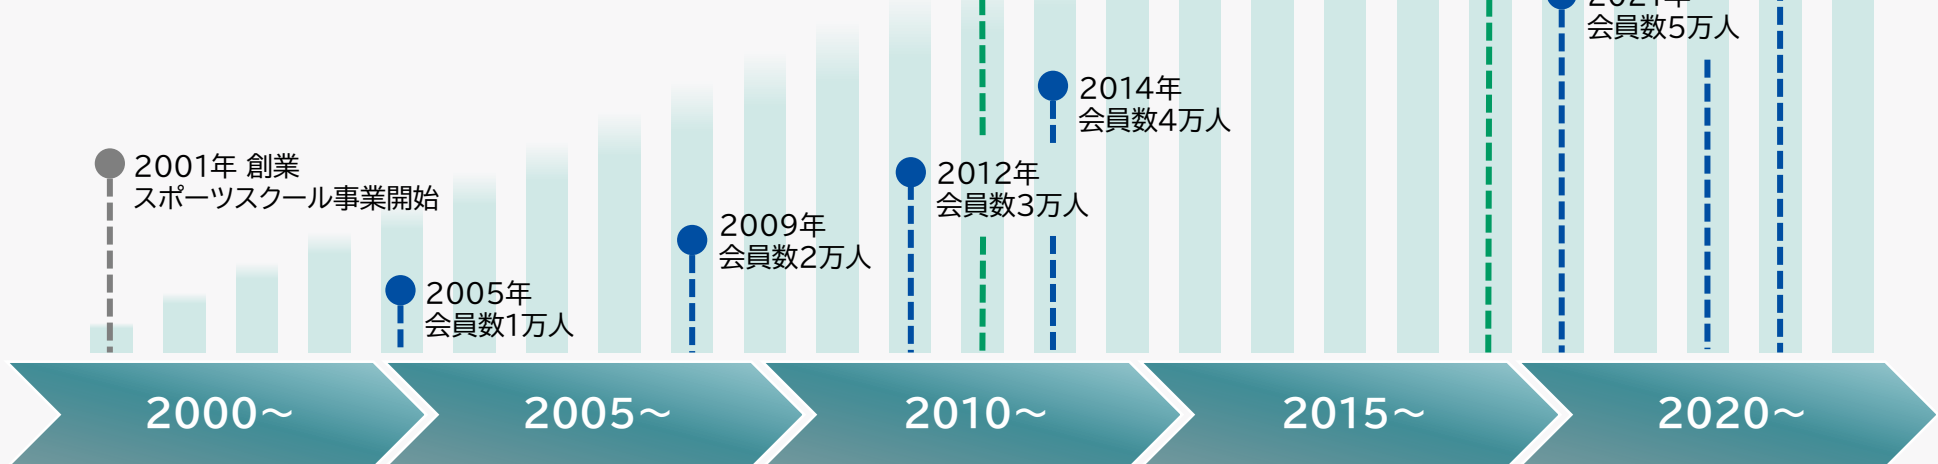 会員数5万人
2014年
会員数4万人
2001年 創業
スポーツスクール事業開始
2012年
会員数3万人
2009年
会員数2万人
2005年
会員数1万人
2000～
2005～
2010～
2015～
2020～